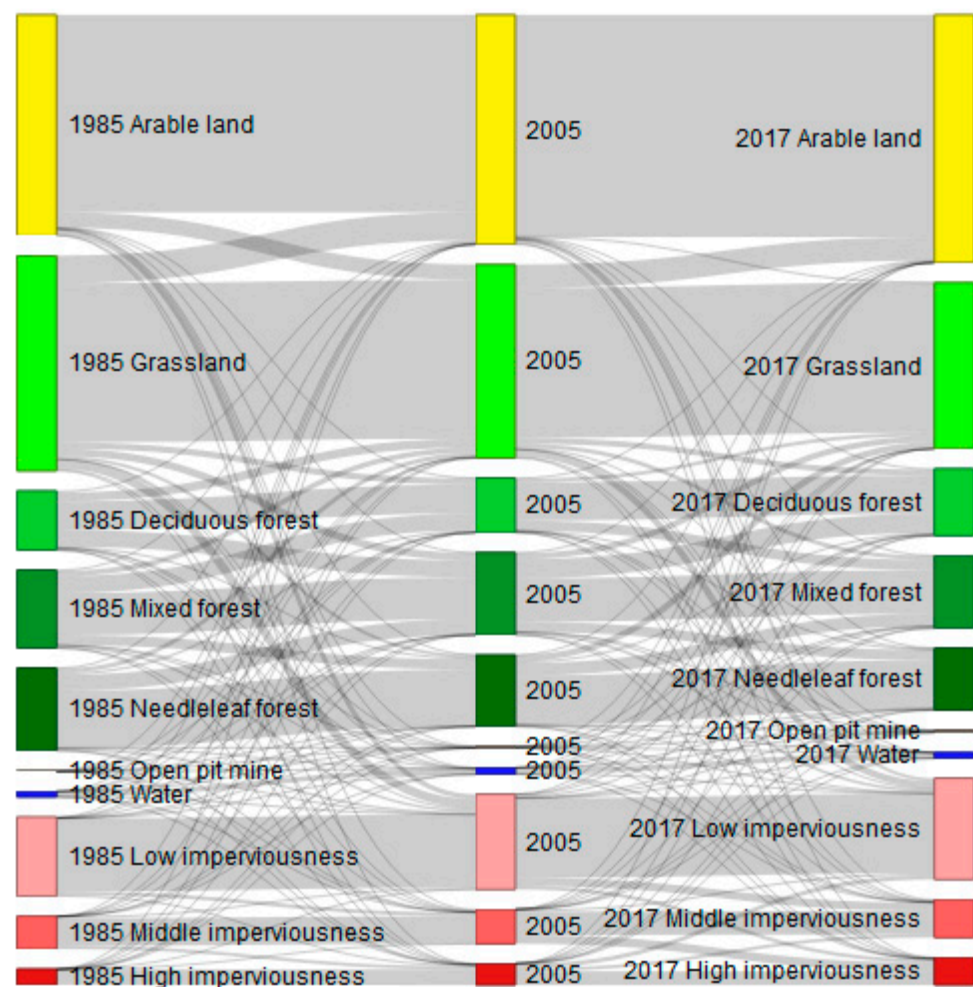 1985 Arable land
2005
2017 Arable land
1985 Grassland
2005
2017 Grassland
1985 Deciduous forest
2005
2017 Deciduous forest
1985 Mixed forest
2005
2017 Mixed forest
1985 Needleleaf forest
2005
2017 Needleleaf forest
1985 Open pit mine
2005
2017 Open pit mine
1985 Water
2005
2017 Water
1985 Low imperviousness
2005
2017 Low imperviousness
1985 Middle imperviousness
2005
2017 Middle imperviousness
1985 High imperviousness
2005
2017 High imperviousness